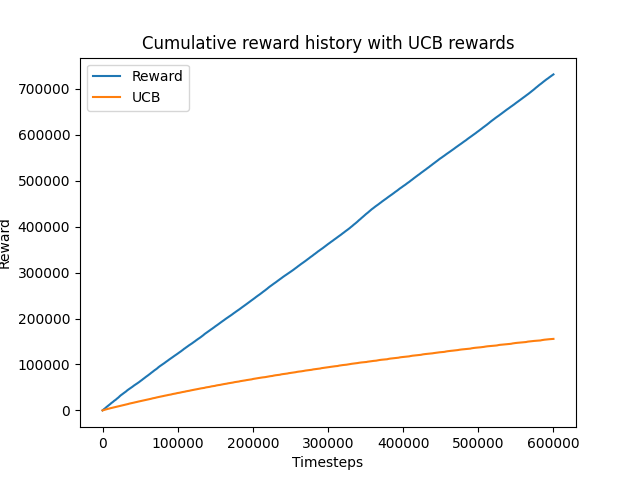 Cumulative reward history with UCB rewards
Reward
UCB
Reward
700000
600000
500000
400000
300000
200000
100000
0
0 100000 200000 300000 400000 500000 600000
Timesteps